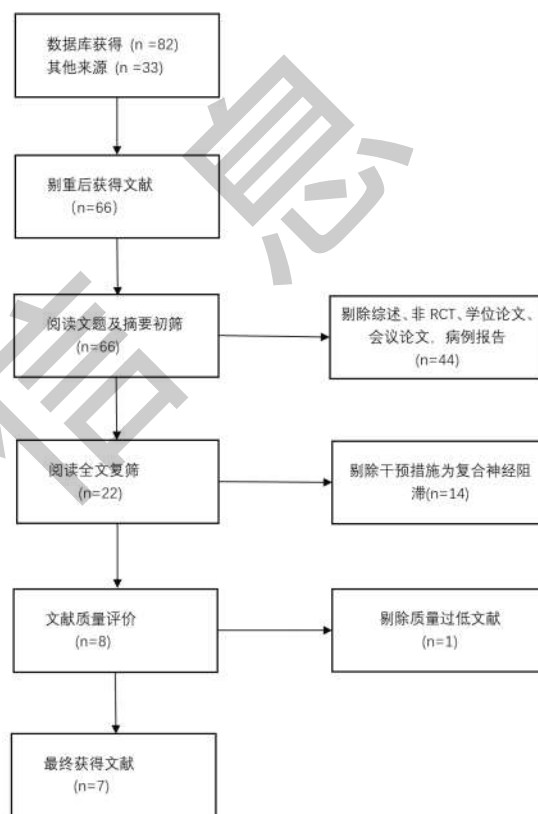 数据库获得 (n =82)
其他来源 (n =33)
剔重后获得文献
(n=66)
阅读文题及摘要初筛
(n=66)
剔除综述、非 RCT、学位论文、
会议论文，病例报告
(n=44)
阅读全文复筛
(n=22)
剔除干预措施为复合神经阻
滞(n=14)
文献质量评价
(n=8)
剔除质量过低文献
(n=1)
最终获得文献
(n=7)
信息